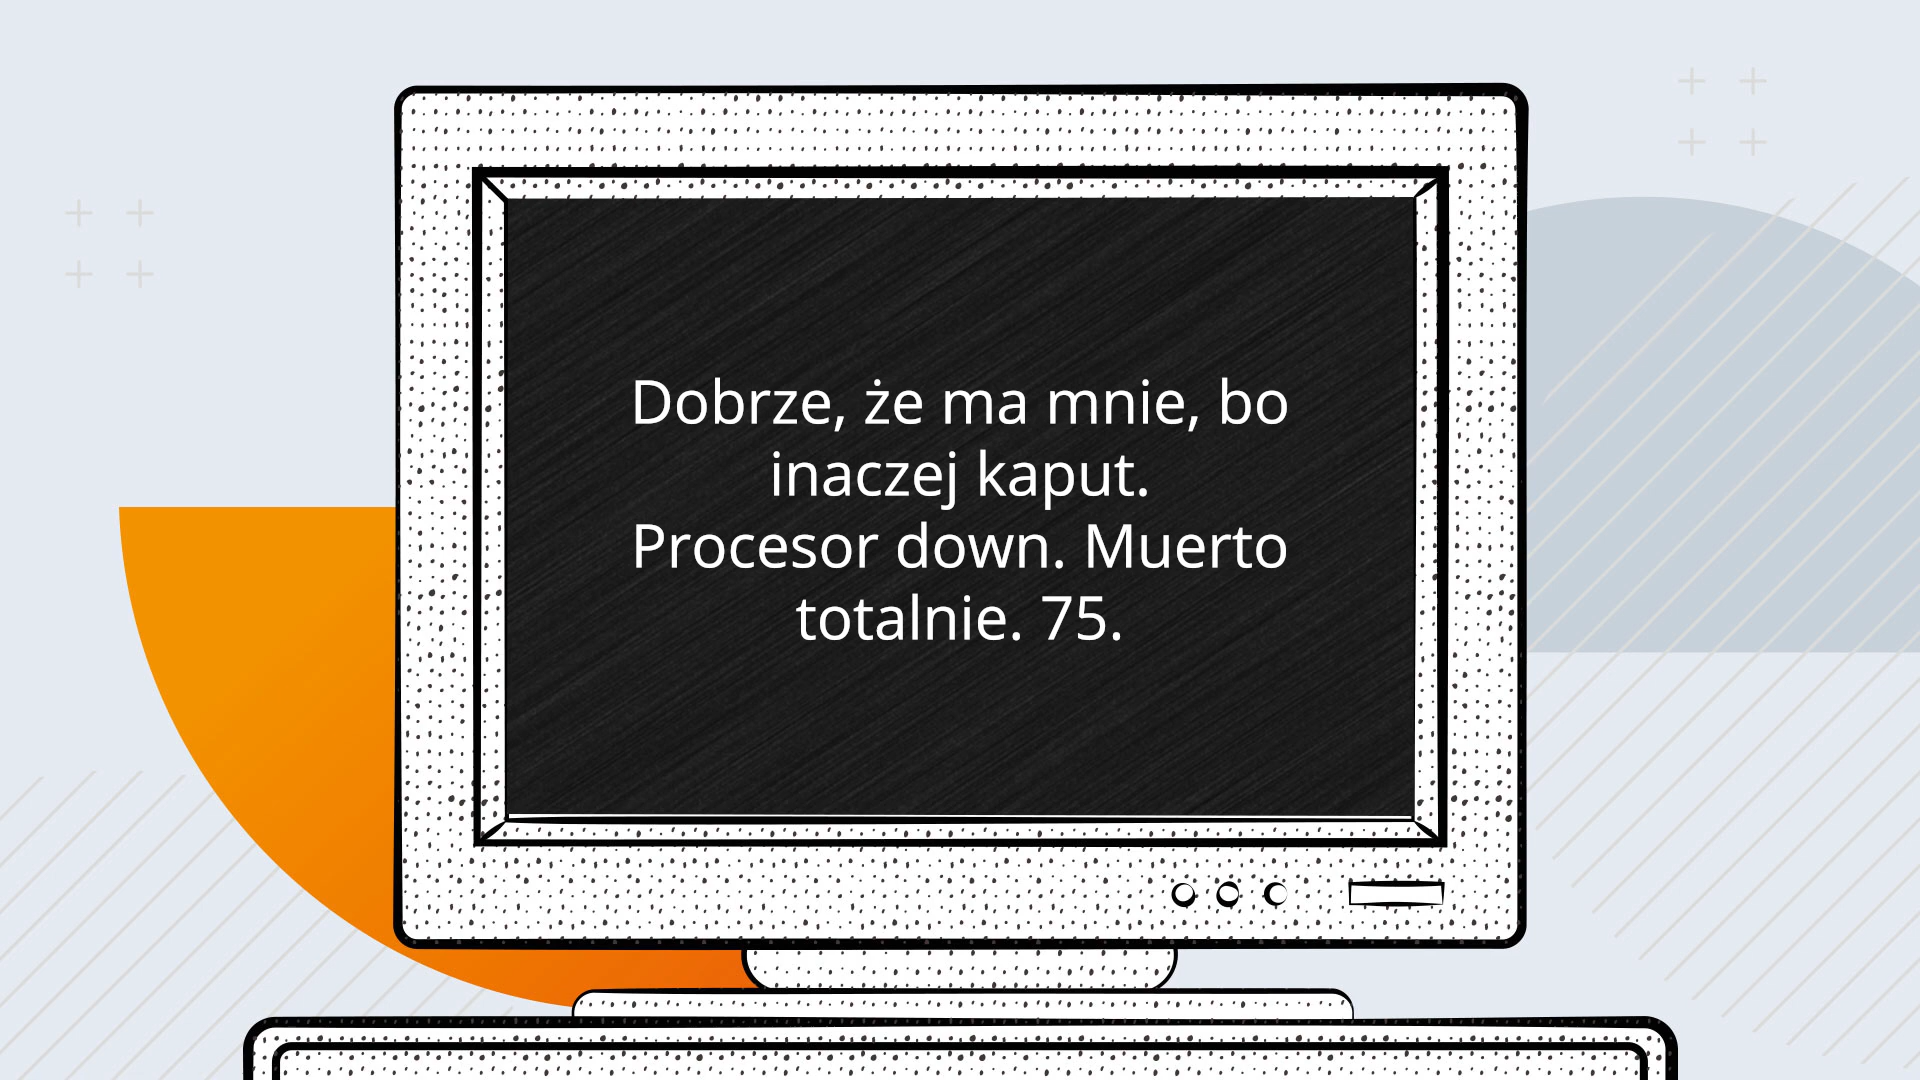 Dobrze, że ma mnie, bo
inaczej kaput.
Procesor down. Muerto
totalnie. 75.